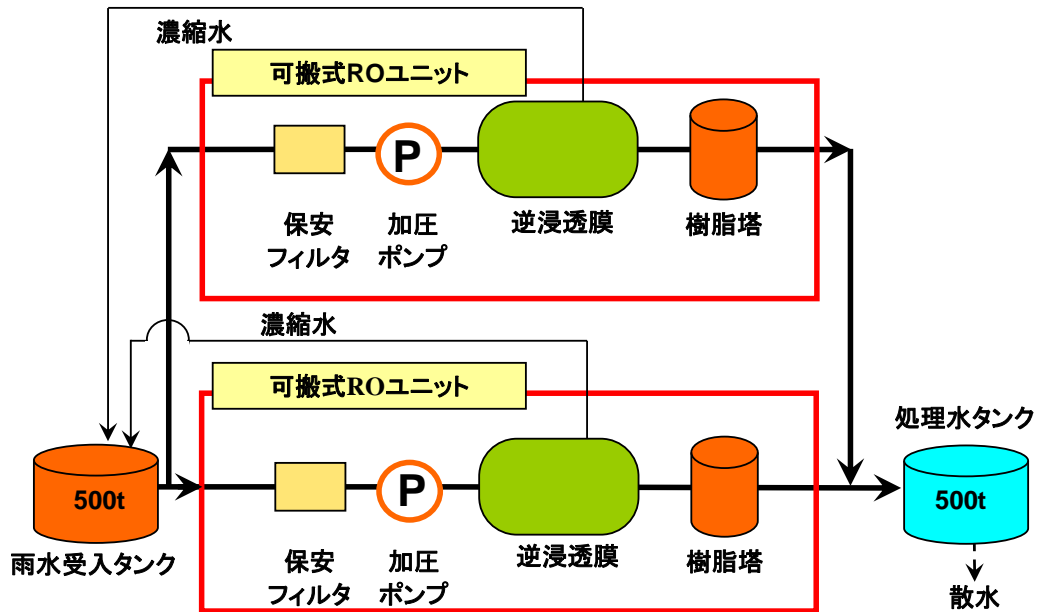 濃縮水
可搬式ROユニット
P
保安
フィルタ
加圧
ポンプ
逆浸透膜
樹脂塔
濃縮水
可搬式ROユニット
P
保安
フィルタ
加圧
ポンプ
逆浸透膜
樹脂塔
500t
雨水受入タンク
処理水タンク
500t
散水